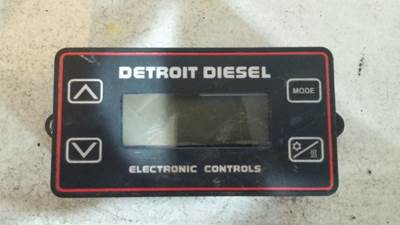 DETROIT DIESEL
MODE
ELECTRONIC CONTROLS